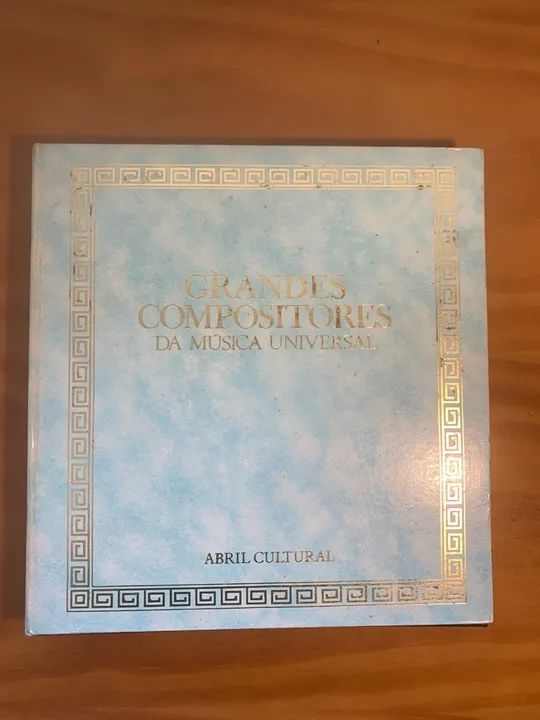 GRANDES
COMPOSITORES
DA MÚSICA UNIVERSAL
ABRIL CULTURAL